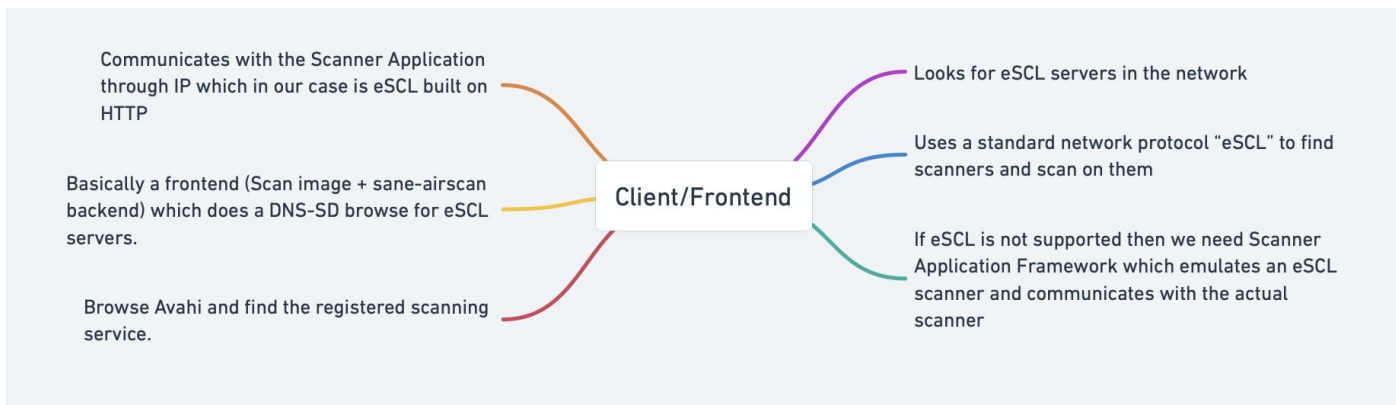 Communicates with the Scanner Application
through IP which in our case is eSCL built on
HTTP
Basically a frontend (Scan image + sane-airscan
backend) which does a DNS-SD browse for eSCL
servers.
Browse Avahi and find the registered scanning
service.
Client/Frontend
Looks for eSCL servers in the network
Uses a standard network protocol “eSCL” to find
scanners and scan on them
If eSCL is not supported then we need Scanner
Application Framework which emulates an eSCL
scanner and communicates with the actual
scanner